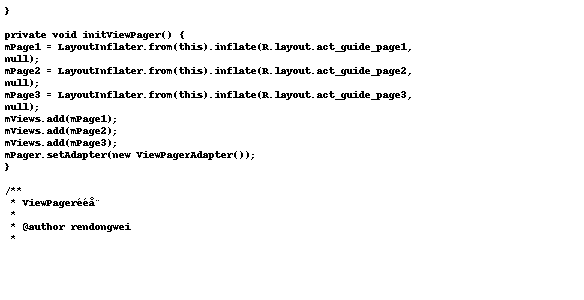 }
private void initViewPager() {
mPage1 = LayoutInflater.from(this).inflate(R.layout.act_guide_page1,
null);
mPage2 = LayoutInflater.from(this).inflate(R.layout.act_guide_page2,
null);
mPage3 = LayoutInflater.from(this).inflate(R.layout.act_guide_page3,
null);
mViews.add(mPage1);
mViews.add(mPage2);
mViews.add(mPage3);
mPager.setAdapter(new ViewPagerAdapter());
}
/**
* ViewPagerééå¨
*
* @author rendongwei
*